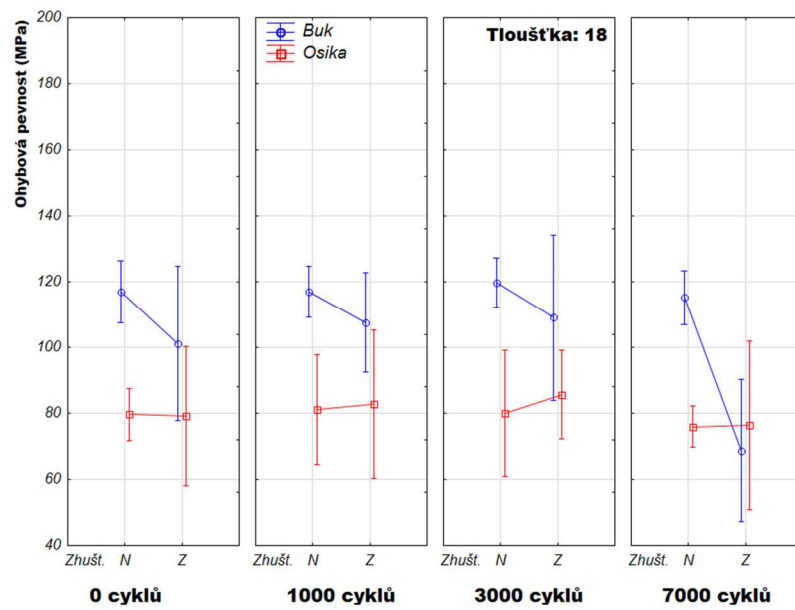 Ohybová pevnost (MPa)
200
180
160
140
120
100
80
60
40
Buk
Osika
Tloušťka: 18
Zhušt. N Z Zhušt. N Z Zhušt. N Z Zhušt. N Z
0 cyklů 1000 cyklů 3000 cyklů 7000 cyklů